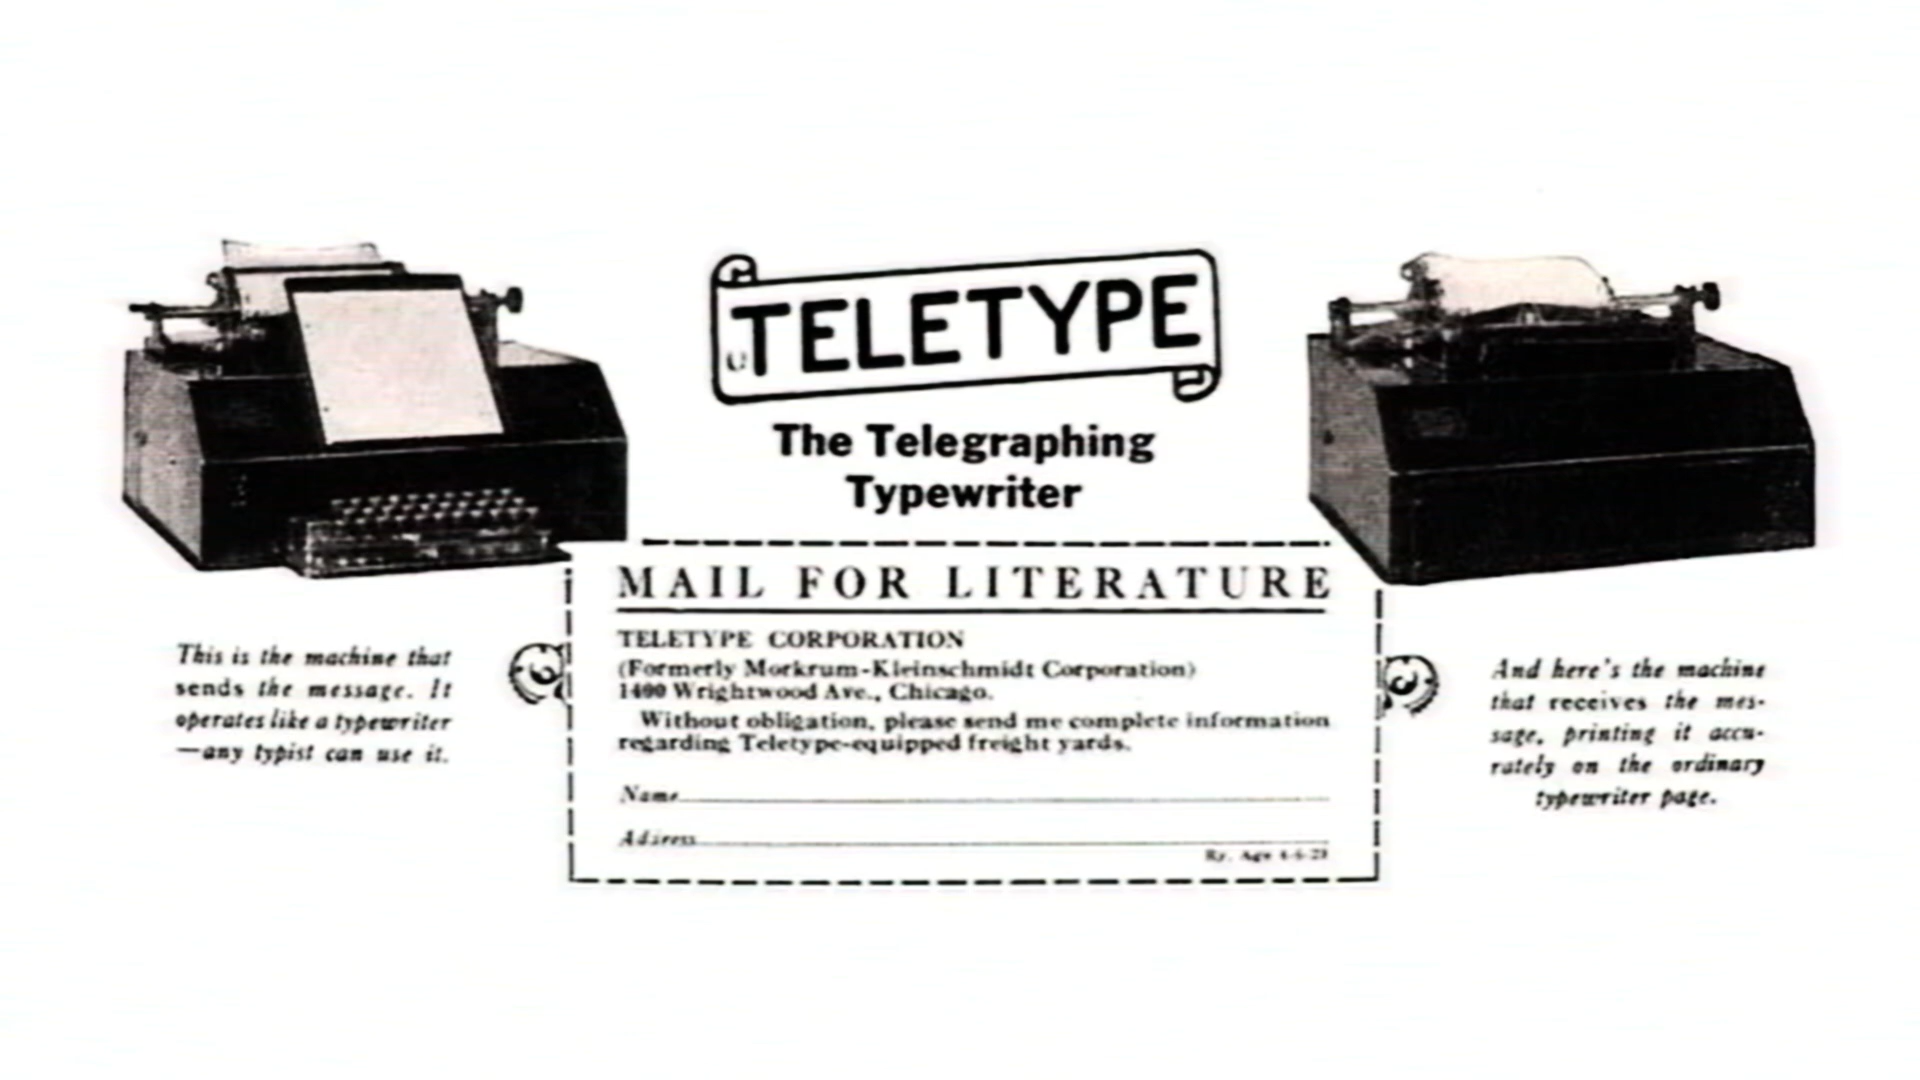 TELETYPE
The Telegraphing
Typewriter
MAIL FOR LITERATURE
TELETYPE CORPORATION
(Formerly Morkrum-Kleinschmidt Corporation)
1400 Wrightwood Ave., Chicago.
Without obligation, please send me complete information
regarding Teletype-equipped freight yards.
Name
Address
Ry. Age
This is the machine that
sends the message. It
operates like a typewriter
—any typist can use it.
And here's the machine
that receives the mes-
sage, printing it accu-
rately on the ordinary
typewriter page.